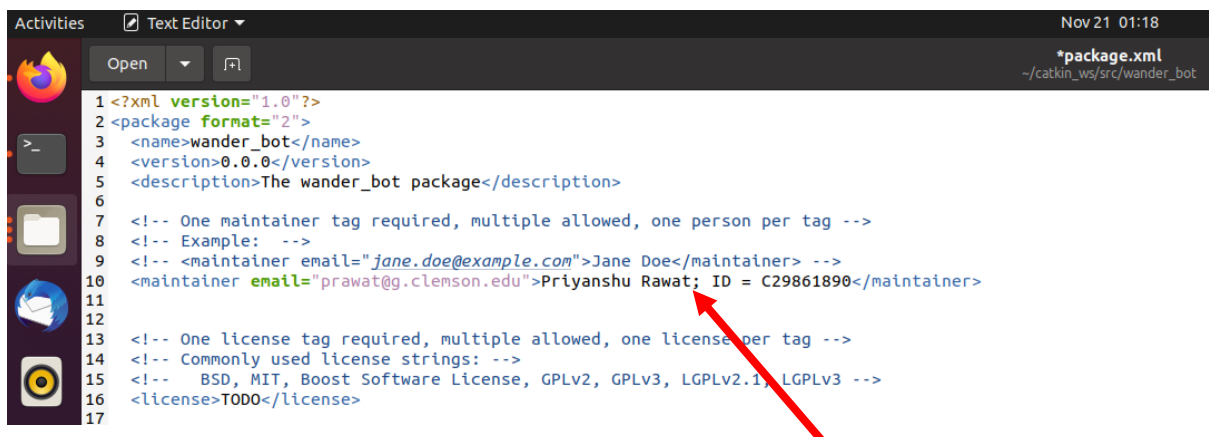 Activities Text Editor Nov 21 01:18
Open *package.xml
~/catkin_ws/src/wander_bot
1 <?xml version="1.0"?>
2 <package format="2">
3   <name>wander_bot</name>
4   <version>0.0.0</version>
5   <description>The wander_bot package</description>
6
7   <!-- One maintainer tag required, multiple allowed, one person per tag -->
8   <!-- Example:  -->
9   <!-- <maintainer email="jane.doe@example.com">Jane Doe</maintainer> -->
10   <maintainer email="prawat@g.clemson.edu">Priyanshu Rawat; ID = C29861890</maintainer>
11
12
13   <!-- One license tag required, multiple allowed, one license per tag -->
14   <!-- Commonly used license strings: -->
15   <!--   BSD, MIT, Boost Software License, GPLv2, GPLv3, LGPLv2.1, LGPLv3 -->
16   <license>TODO</license>
17